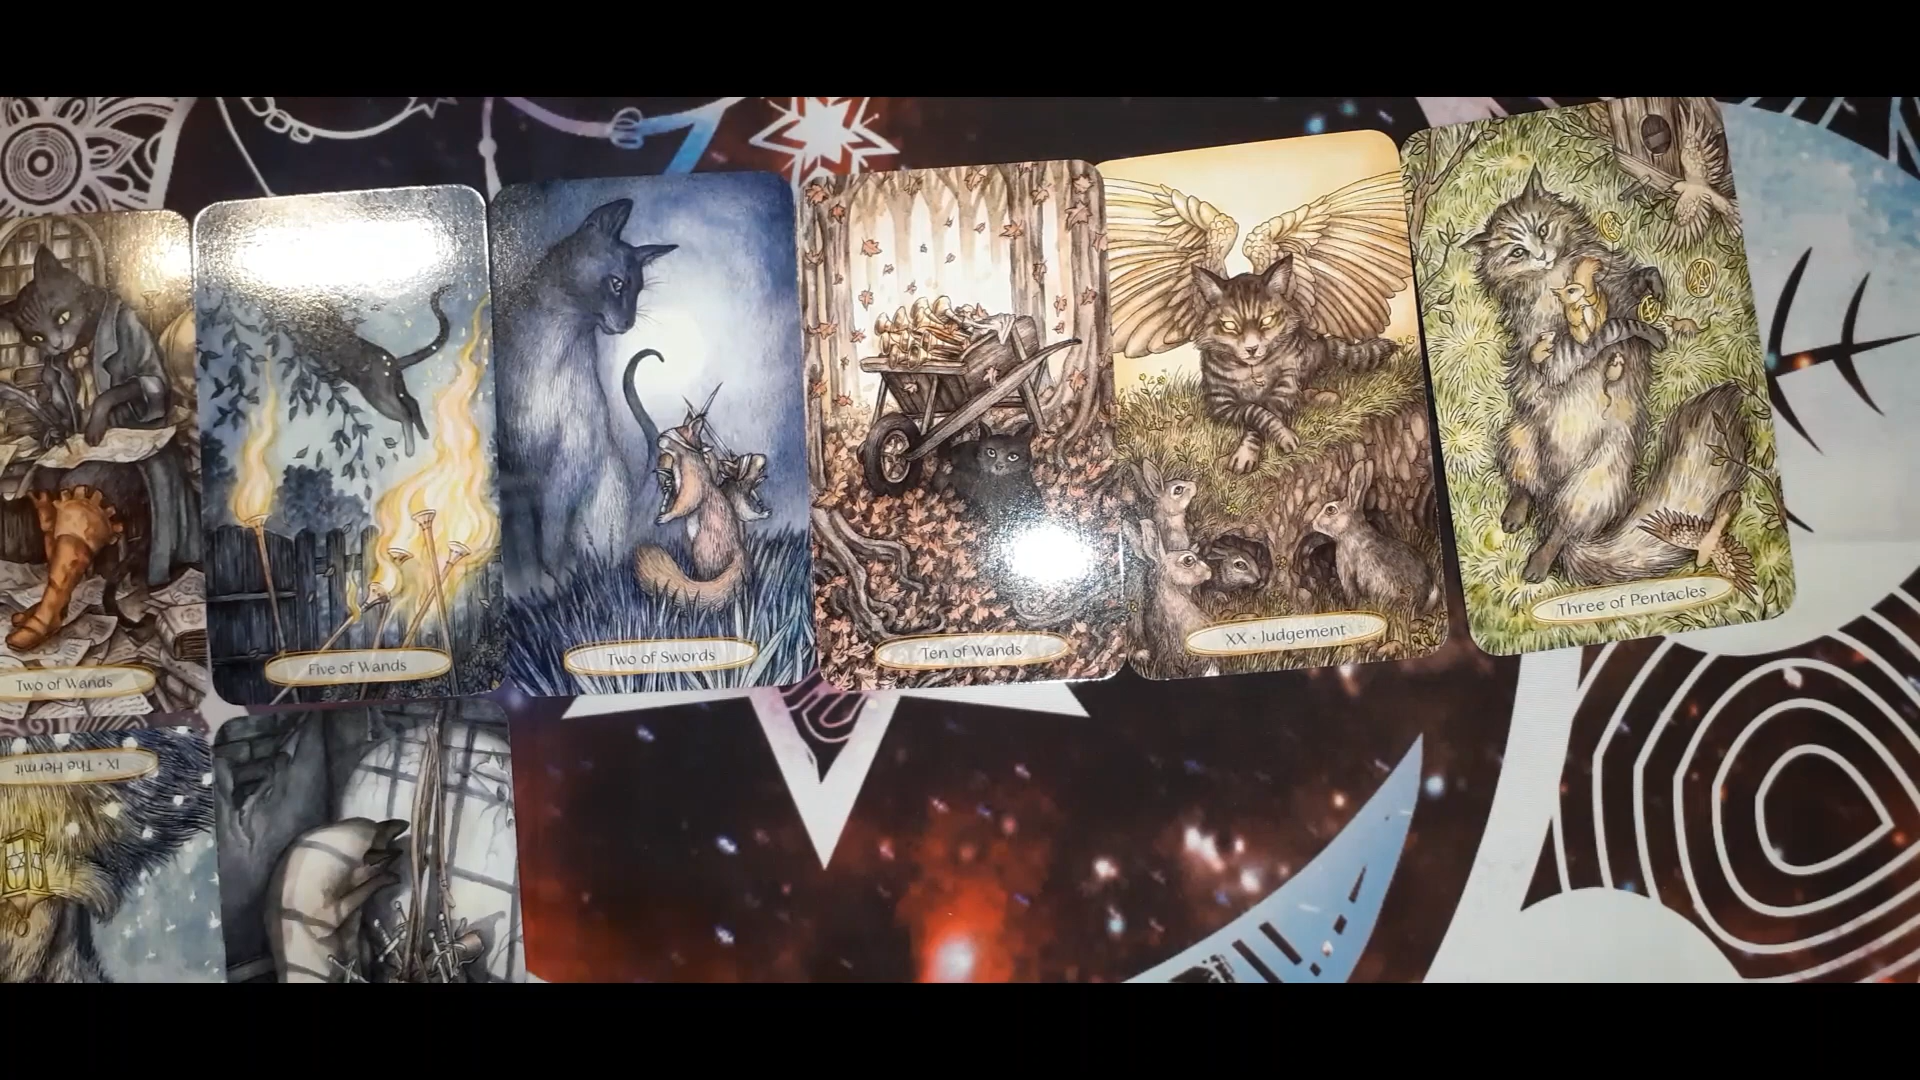 Two of Wands
Five of Wands
Two of Swords
Ten of Wands
XX · Judgement
Three of Pentacles
IX · The Hermit